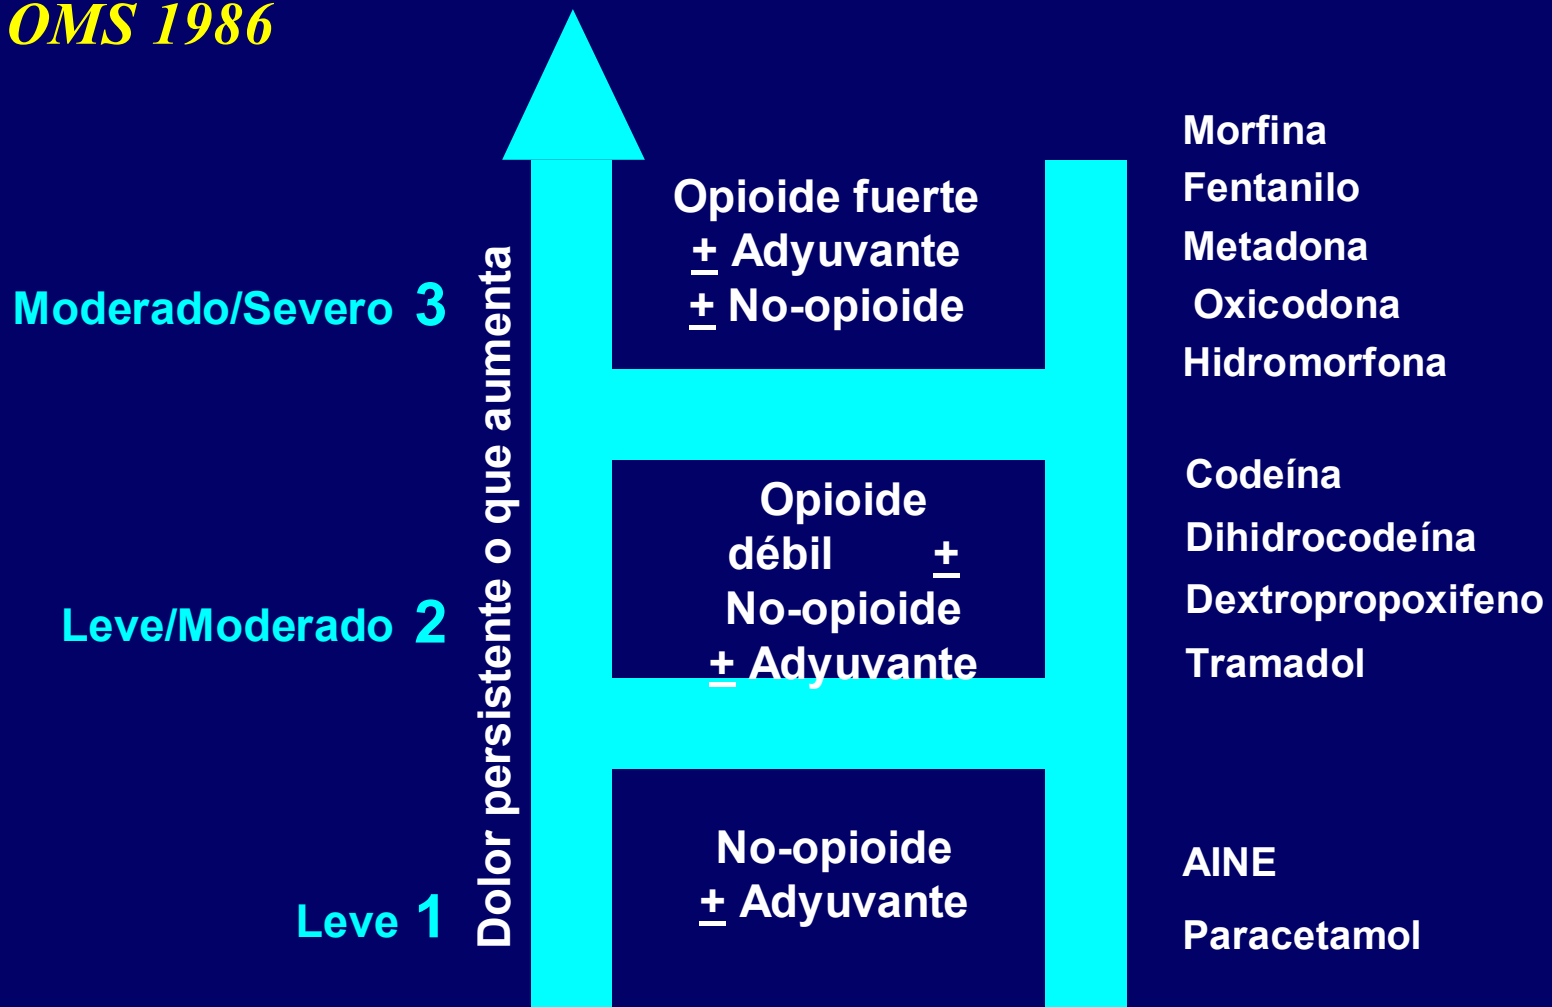 OMS 1986
Moderado/Severo 3
Leve/Moderado 2
Leve 1
Dolor persistente o que aumenta
Opioide fuerte
± Adyuvante
± No-opioide
Opioide
débil ±
No-opioide
± Adyuvante
No-opioide
± Adyuvante
Morfina
Fentanilo
Metadona
Oxicodona
Hidromorfona
Codeína
Dihidrocodeína
Dextropropoxifeno
Tramadol
AINE
Paracetamol